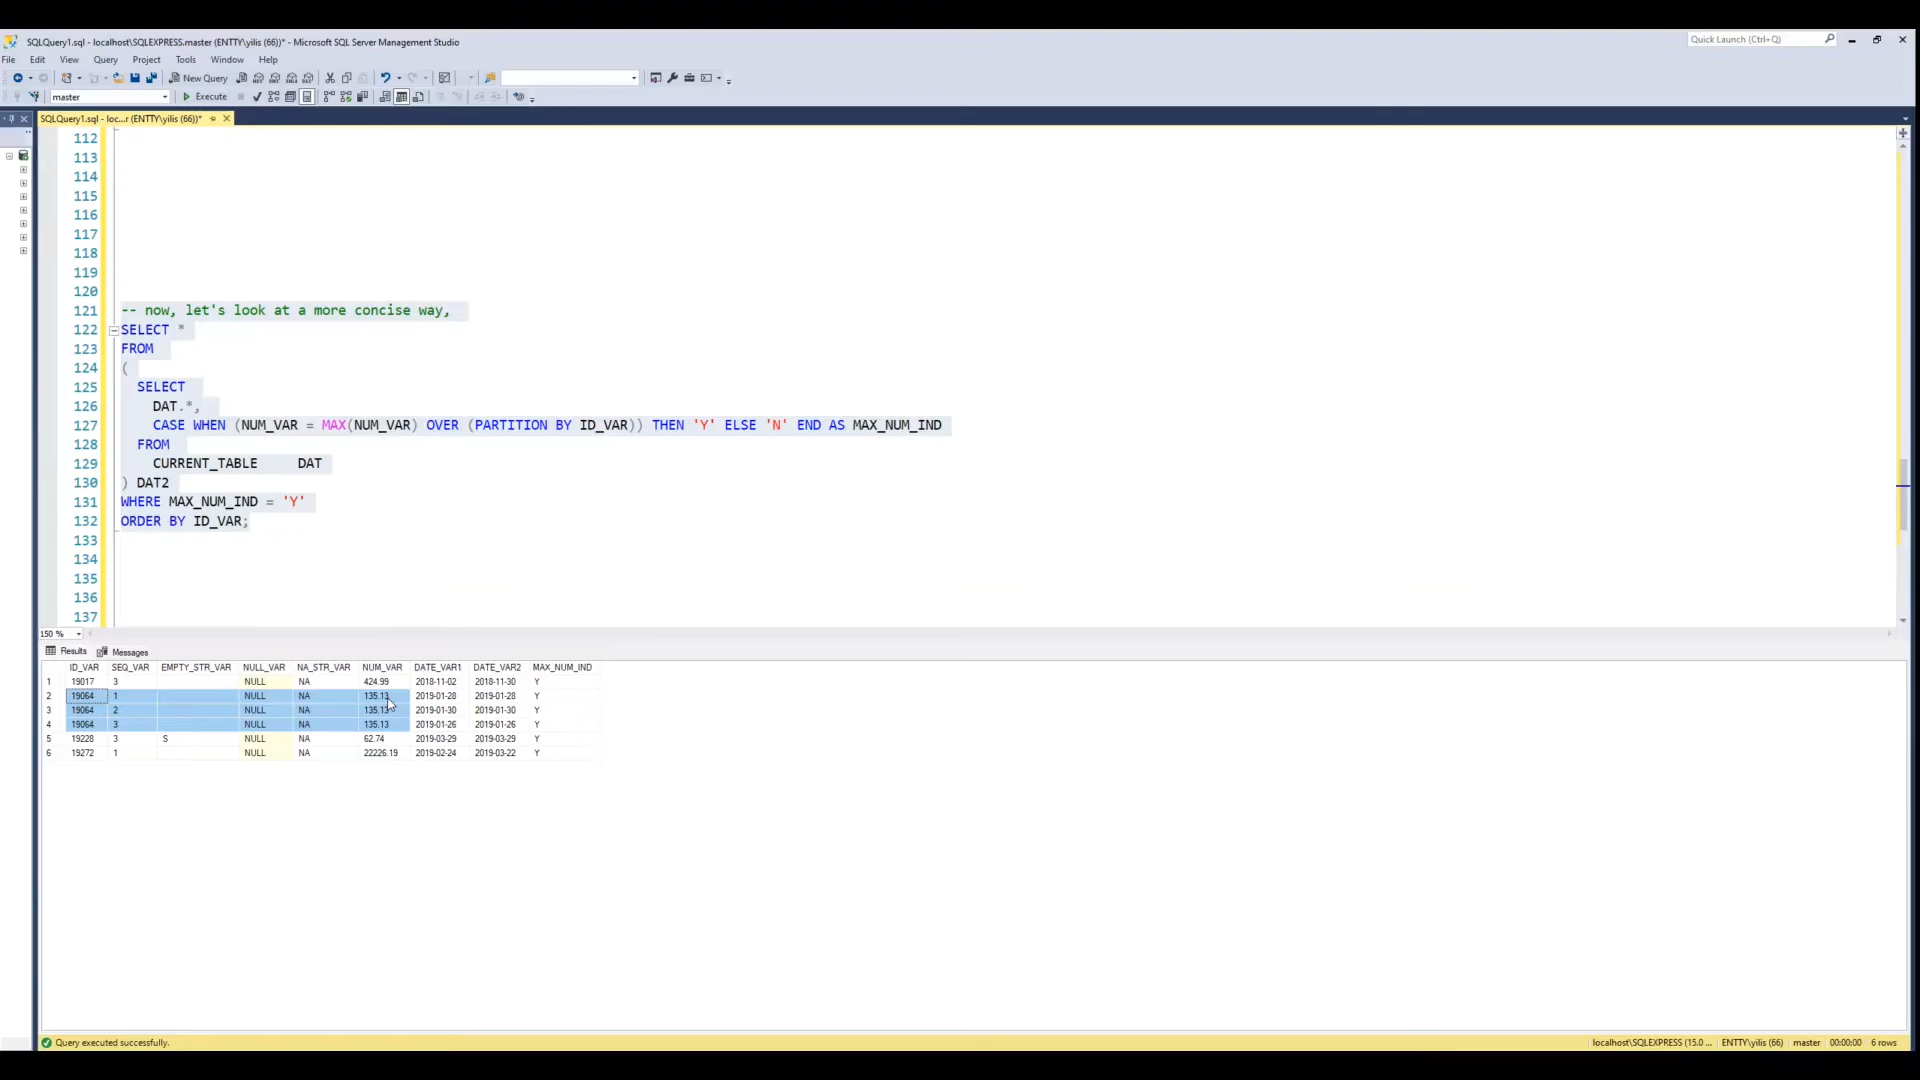 SQLQuery1.sql - localhost\SQLEXPRESS.master (ENTTY\yilis (66))* - Microsoft SQL Server Management Studio
Quick Launch (Ctrl+Q)
File Edit View Query Project Tools Window Help
New Query
master Execute
SQLQuery1.sql - loc...r (ENTTY\yilis (66))*
112
113
114
115
116
117
118
119
120
121 -- now, let's look at a more concise way,
122 SELECT *
123 FROM
124 (
125 SELECT
126 DAT.*,
127 CASE WHEN (NUM_VAR = MAX(NUM_VAR) OVER (PARTITION BY ID_VAR)) THEN 'Y' ELSE 'N' END AS MAX_NUM_IND
128 FROM
129 CURRENT_TABLE DAT
130 ) DAT2
131 WHERE MAX_NUM_IND = 'Y'
132 ORDER BY ID_VAR;
133
134
135
136
137
150 %
Results Messages
ID_VAR SEQ_VAR EMPTY_STR_VAR NULL_VAR NA_STR_VAR NUM_VAR DATE_VAR1 DATE_VAR2 MAX_NUM_IND
1 19017 3 NULL NA 424.99 2018-11-02 2018-11-30 Y
2 19064 1 NULL NA 135.13 2019-01-28 2019-01-28 Y
3 19064 2 NULL NA 135.13 2019-01-30 2019-01-30 Y
4 19064 3 NULL NA 135.13 2019-01-26 2019-01-26 Y
5 19228 3 S NULL NA 62.74 2019-03-29 2019-03-29 Y
6 19272 1 NULL NA 22226.19 2019-02-24 2019-03-22 Y
Query executed successfully. localhost\SQLEXPRESS (15.0 ... ENTTY\yilis (66) master 00:00:00 6 rows